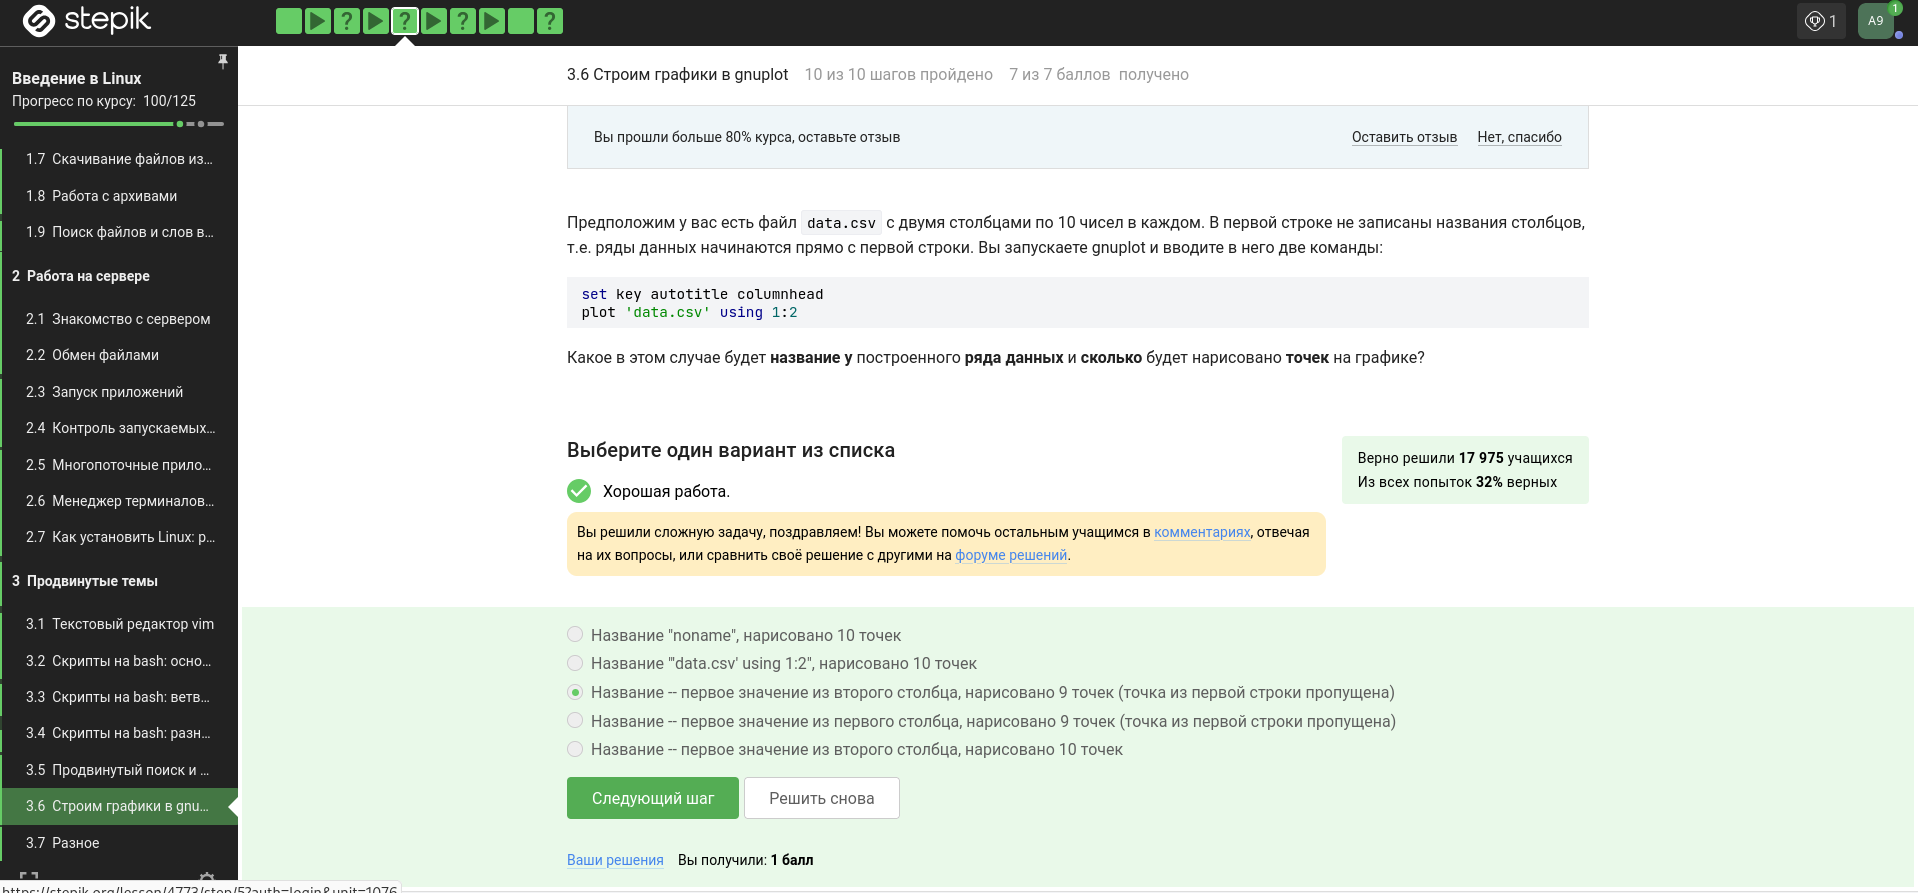 stepik
? ? ? ?
1
A9
1
Введение в Linux
Прогресс по курсу: 100/125
1.7 Скачивание файлов из...
1.8 Работа с архивами
1.9 Поиск файлов и слов в...
2 Работа на сервере
2.1 Знакомство с сервером
2.2 Обмен файлами
2.3 Запуск приложений
2.4 Контроль запускаемых...
2.5 Многопоточные прило...
2.6 Менеджер терминалов...
2.7 Как установить Linux: р...
3 Продвинутые темы
3.1 Текстовый редактор vim
3.2 Скрипты на bash: осно...
3.3 Скрипты на bash: ветв...
3.4 Скрипты на bash: разн...
3.5 Продвинутый поиск и ...
3.6 Строим графики в gnu...
3.7 Разное
3.6 Строим графики в gnuplot 10 из 10 шагов пройдено 7 из 7 баллов получено
Вы прошли больше 80% курса, оставьте отзыв Оставить отзыв Нет, спасибо
Предположим у вас есть файл data.csv с двумя столбцами по 10 чисел в каждом. В первой строке не записаны названия столбцов,
т.е. ряды данных начинаются прямо с первой строки. Вы запускаете gnuplot и вводите в него две команды:
set key autotitle columnhead
plot 'data.csv' using 1:2
Какое в этом случае будет название у построенного ряда данных и сколько будет нарисовано точек на графике?
Выберите один вариант из списка
Хорошая работа.
Верно решили 17 975 учащихся
Из всех попыток 32% верных
Вы решили сложную задачу, поздравляем! Вы можете помочь остальным учащимся в комментариях, отвечая
на их вопросы, или сравнить своё решение с другими на форуме решений.
Название "noname", нарисовано 10 точек
Название "'data.csv' using 1:2", нарисовано 10 точек
Название -- первое значение из второго столбца, нарисовано 9 точек (точка из первой строки пропущена)
Название -- первое значение из первого столбца, нарисовано 9 точек (точка из первой строки пропущена)
Название -- первое значение из второго столбца, нарисовано 10 точек
Следующий шаг Решить снова
Ваши решения Вы получили: 1 балл
https://stepik.org/lesson/4773/step/5?auth=login&unit=1076